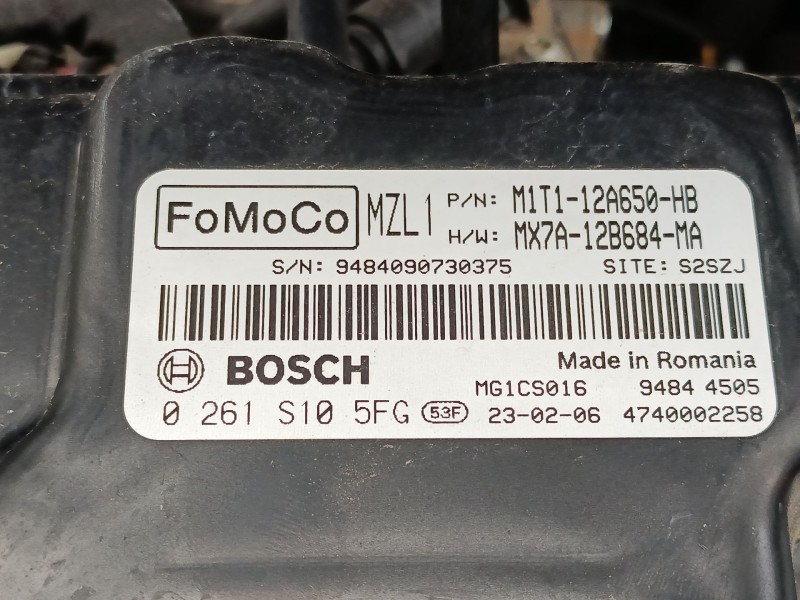 FoMoCo MZL1 P/N: M1T1-12A650-HB
H/W: MX7A-12B684-MA
S/N: 9484090730375 SITE: S2SZJ
BOSCH Made in Romania
MG1CS016 9484 4505
0 261 S10 5FG 53F 23-02-06 4740002258